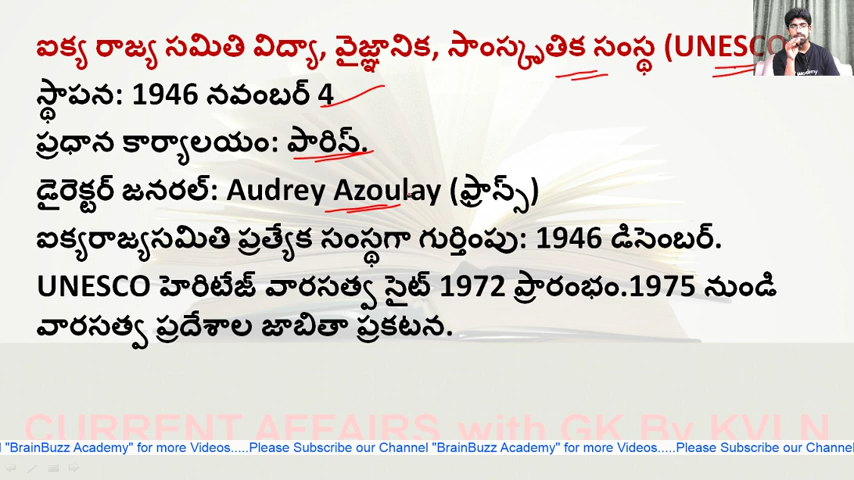 ఐక్య రాజ్య సమితి విద్యా, వైజ్ఞానిక, సాంస్కృతిక సంస్థ (UNESCO
స్థాపన: 1946 నవంబర్ 4
ప్రధాన కార్యాలయం: పారిస్.
డైరెక్టర్ జనరల్: Audrey Azoulay (ఫ్రాన్స్)
ఐక్యరాజ్యసమితి ప్రత్యేక సంస్థగా గుర్తింపు: 1946 డిసెంబర్.
UNESCO హెరిటేజ్ వారసత్వ సైట్ 1972 ప్రారంభం.1975 నుండి
వారసత్వ ప్రదేశాల జాబితా ప్రకటన.
CURRENT AFFAIRS with GK By KVLN
"BrainBuzz Academy" for more Videos.....Please Subscribe our Channel "BrainBuzz Academy" for more Videos.....Please Subscribe our Channel